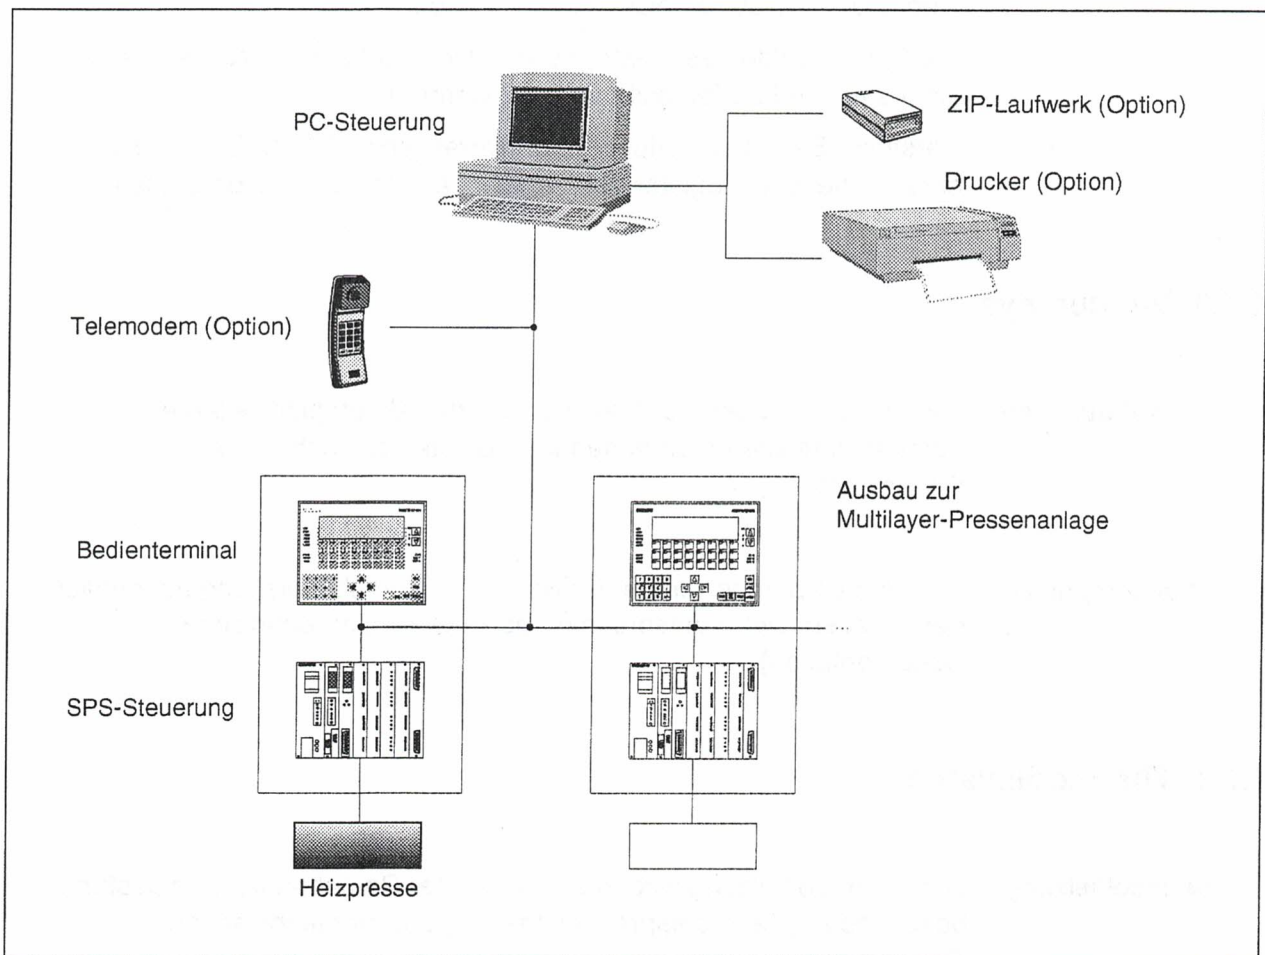 PC-Steuerung
ZIP-Laufwerk (Option)
Drucker (Option)
Telemodem (Option)
Ausbau zur
Multilayer-Pressenanlage
Bedienterminal
...
SPS-Steuerung
Heizpresse